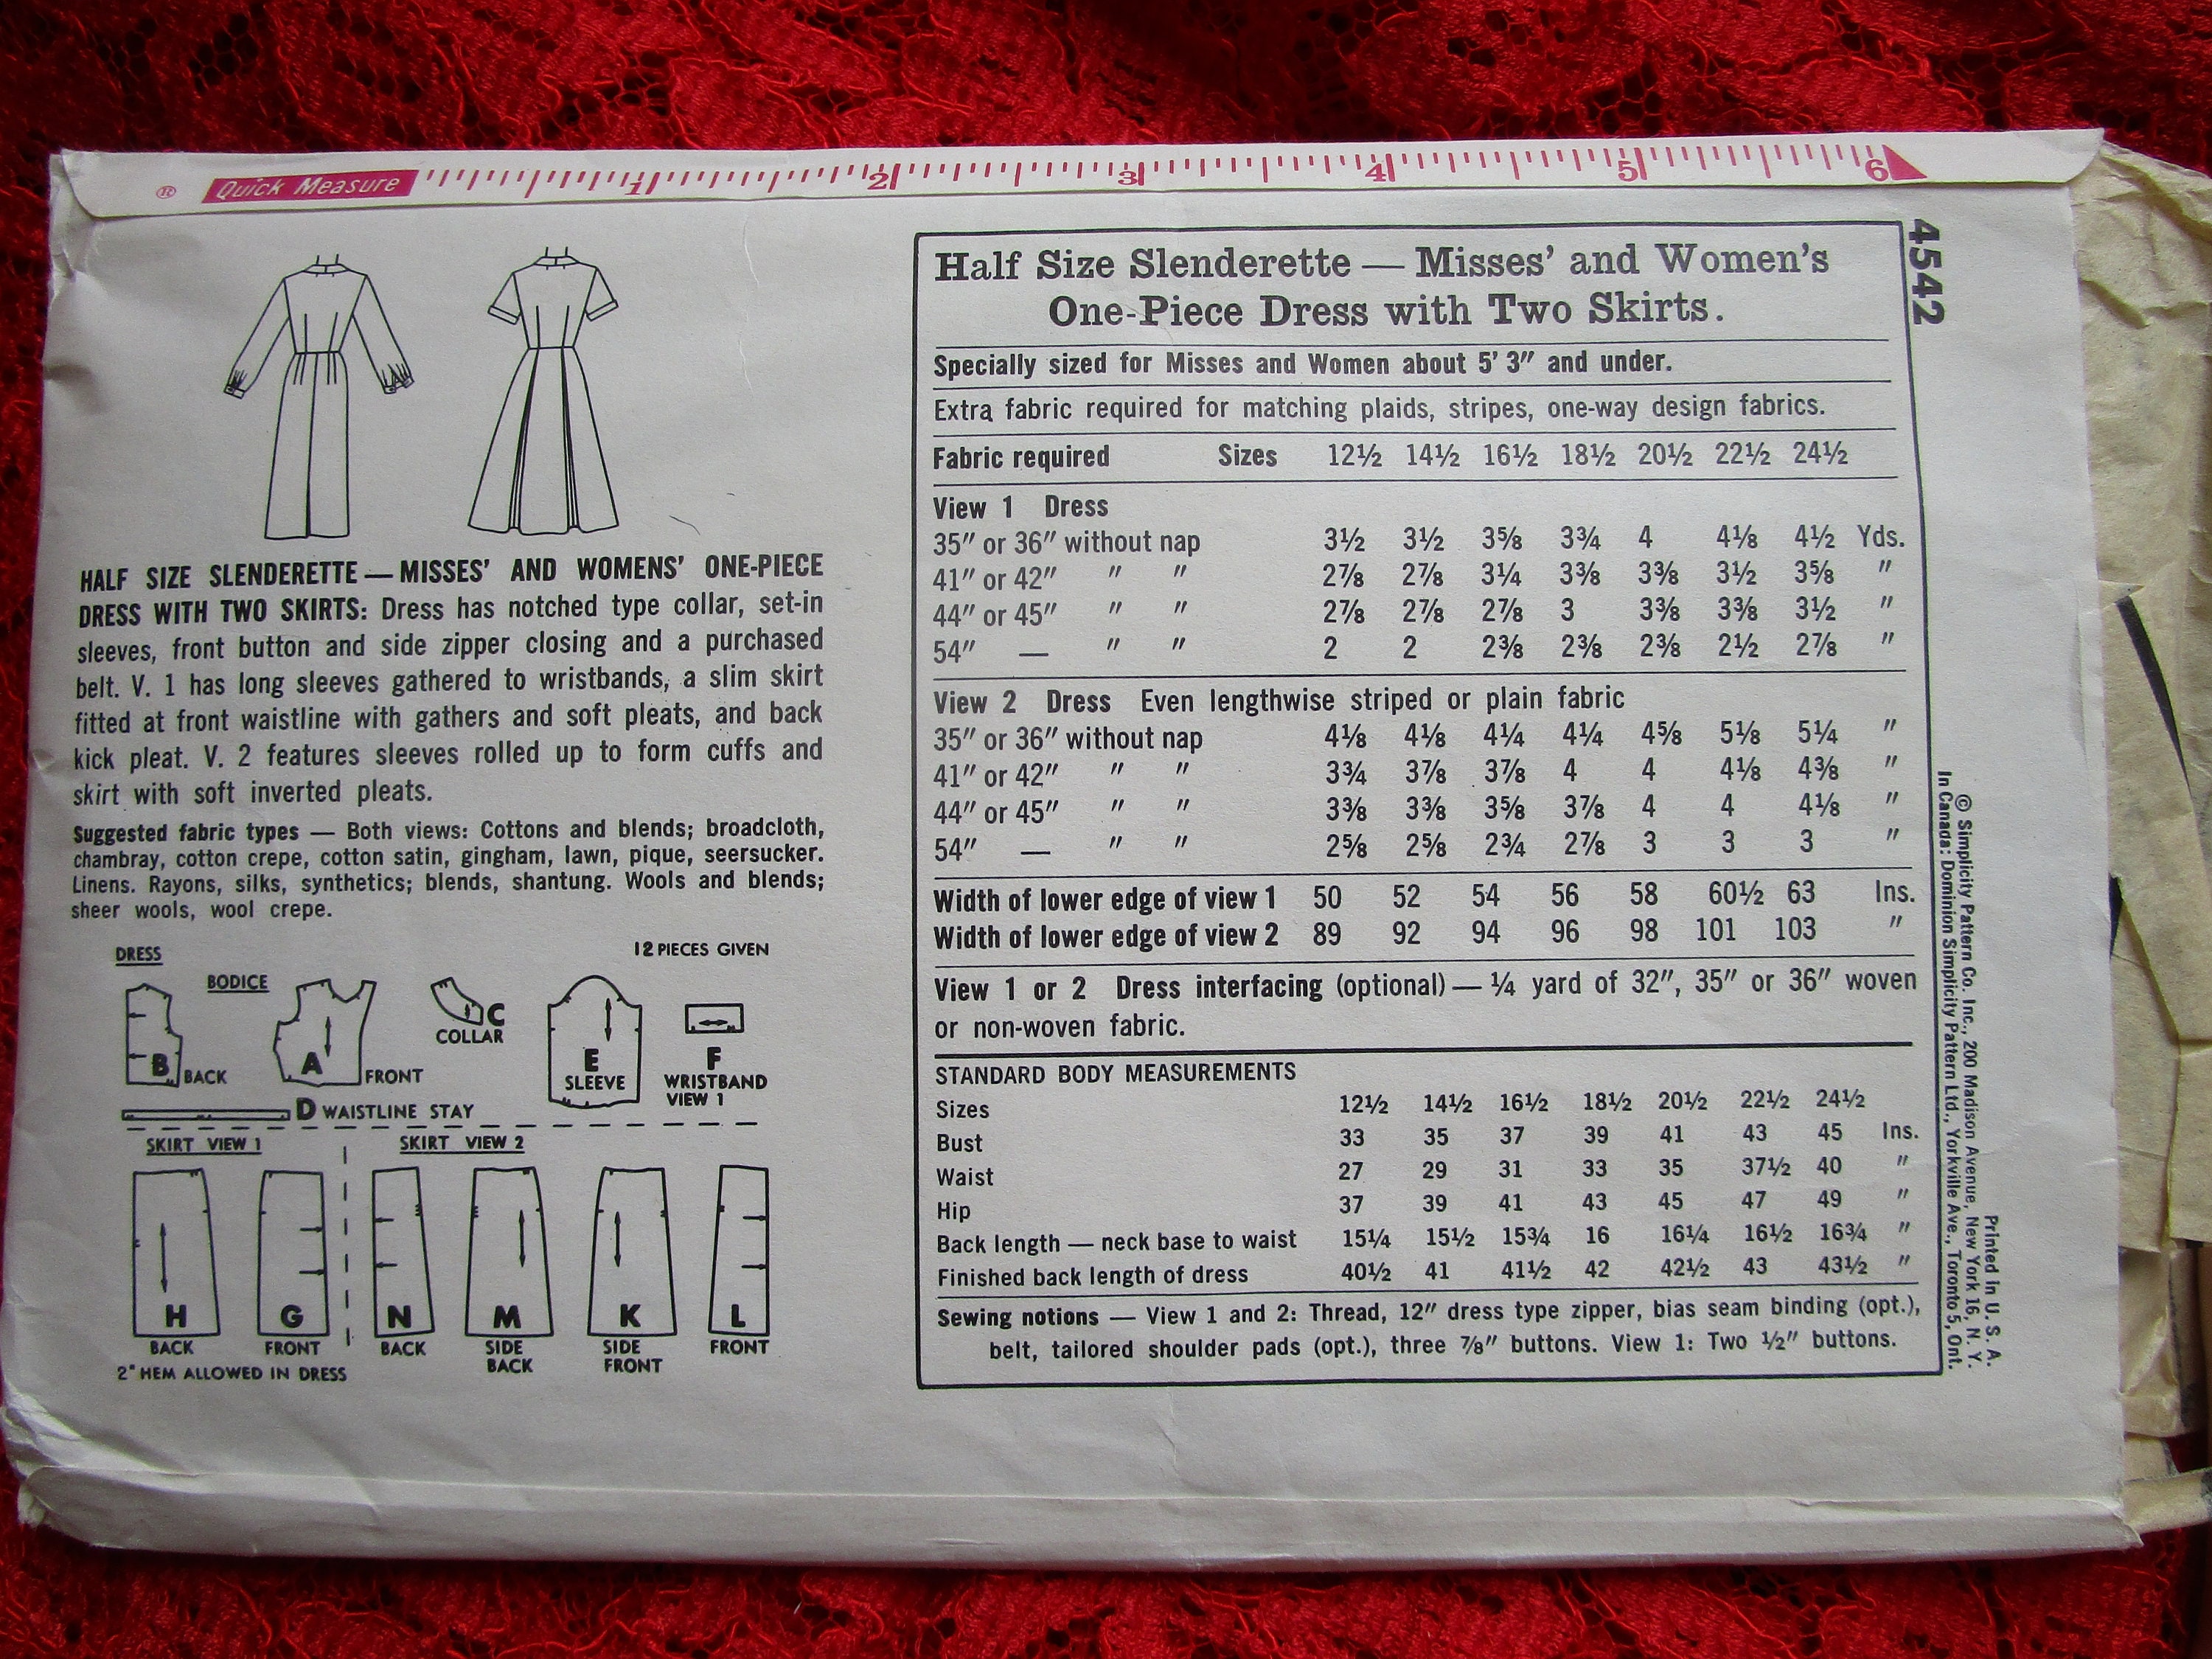 ® Quick Measure 1 2 3 4 5 6
HALF SIZE SLENDERETTE — MISSES' AND WOMENS' ONE-PIECE
DRESS WITH TWO SKIRTS: Dress has notched type collar, set-in
sleeves, front button and side zipper closing and a purchased
belt. V. 1 has long sleeves gathered to wristbands, a slim skirt
fitted at front waistline with gathers and soft pleats, and back
kick pleat. V. 2 features sleeves rolled up to form cuffs and
skirt with soft inverted pleats.
Suggested fabric types — Both views: Cottons and blends; broadcloth,
chambray, cotton crepe, cotton satin, gingham, lawn, pique, seersucker.
Linens. Rayons, silks, synthetics; blends, shantung. Wools and blends;
sheer wools, wool crepe.
DRESS 12 PIECES GIVEN
BODICE
B BACK
A FRONT
C
COLLAR
E
SLEEVE
F
WRISTBAND
VIEW 1
D WAISTLINE STAY
SKIRT VIEW 1 SKIRT VIEW 2
H G N M K L
BACK FRONT BACK SIDE BACK SIDE FRONT FRONT
2" HEM ALLOWED IN DRESS
Half Size Slenderette — Misses' and Women's
One-Piece Dress with Two Skirts.
Specially sized for Misses and Women about 5' 3" and under.
Extra fabric required for matching plaids, stripes, one-way design fabrics.
Fabric required Sizes 12½ 14½ 16½ 18½ 20½ 22½ 24½
View 1 Dress
35" or 36" without nap 3½ 3½ 3⅝ 3¾ 4 4⅛ 4½ Yds.
41" or 42" " " 2⅞ 2⅞ 3¼ 3⅜ 3⅜ 3½ 3⅝ "
44" or 45" " " 2⅞ 2⅞ 2⅞ 3 3⅜ 3⅜ 3½ "
54" — " " 2 2 2⅜ 2⅜ 2⅜ 2½ 2⅞ "
View 2 Dress Even lengthwise striped or plain fabric
35" or 36" without nap 4⅛ 4⅛ 4¼ 4¼ 4⅝ 5⅛ 5¼ "
41" or 42" " " 3¾ 3⅞ 3⅞ 4 4 4⅛ 4⅜ "
44" or 45" " " 3⅜ 3⅜ 3⅝ 3⅞ 4 4 4⅛ "
54" — " " 2⅝ 2⅝ 2¾ 2⅞ 3 3 3 "
Width of lower edge of view 1 50 52 54 56 58 60½ 63 Ins.
Width of lower edge of view 2 89 92 94 96 98 101 103 "
View 1 or 2 Dress interfacing (optional) — ¼ yard of 32", 35" or 36" woven
or non-woven fabric.
STANDARD BODY MEASUREMENTS
Sizes 12½ 14½ 16½ 18½ 20½ 22½ 24½
Bust 33 35 37 39 41 43 45 Ins.
Waist 27 29 31 33 35 37½ 40 "
Hip 37 39 41 43 45 47 49 "
Back length — neck base to waist 15¼ 15½ 15¾ 16 16¼ 16½ 16¾ "
Finished back length of dress 40½ 41 41½ 42 42½ 43 43½ "
Sewing notions — View 1 and 2: Thread, 12" dress type zipper, bias seam binding (opt.),
belt, tailored shoulder pads (opt.), three ⅞" buttons. View 1: Two ½" buttons.
4542
Printed in U. S. A.
© Simplicity Pattern Co. Inc., 200 Madison Avenue, New York 16, N. Y.
In Canada: Dominion Simplicity Pattern Ltd., Yorkville Ave., Toronto 5, Ont.